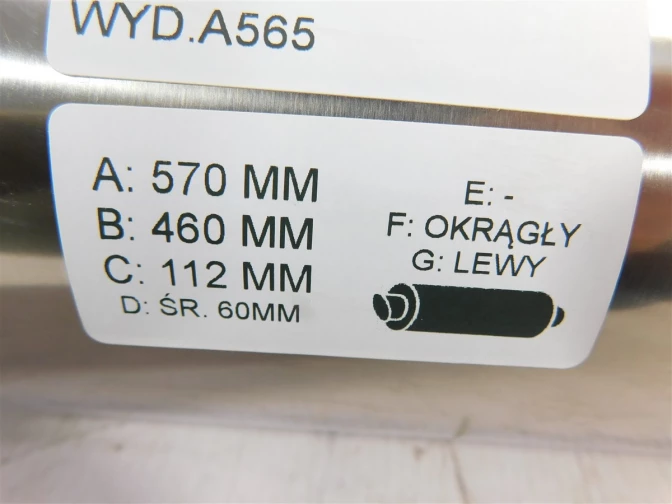 WYD.A565
A: 570 MM
B: 460 MM
C: 112 MM
D: ŚR. 60MM
E: -
F: OKRĄGŁY
G: LEWY